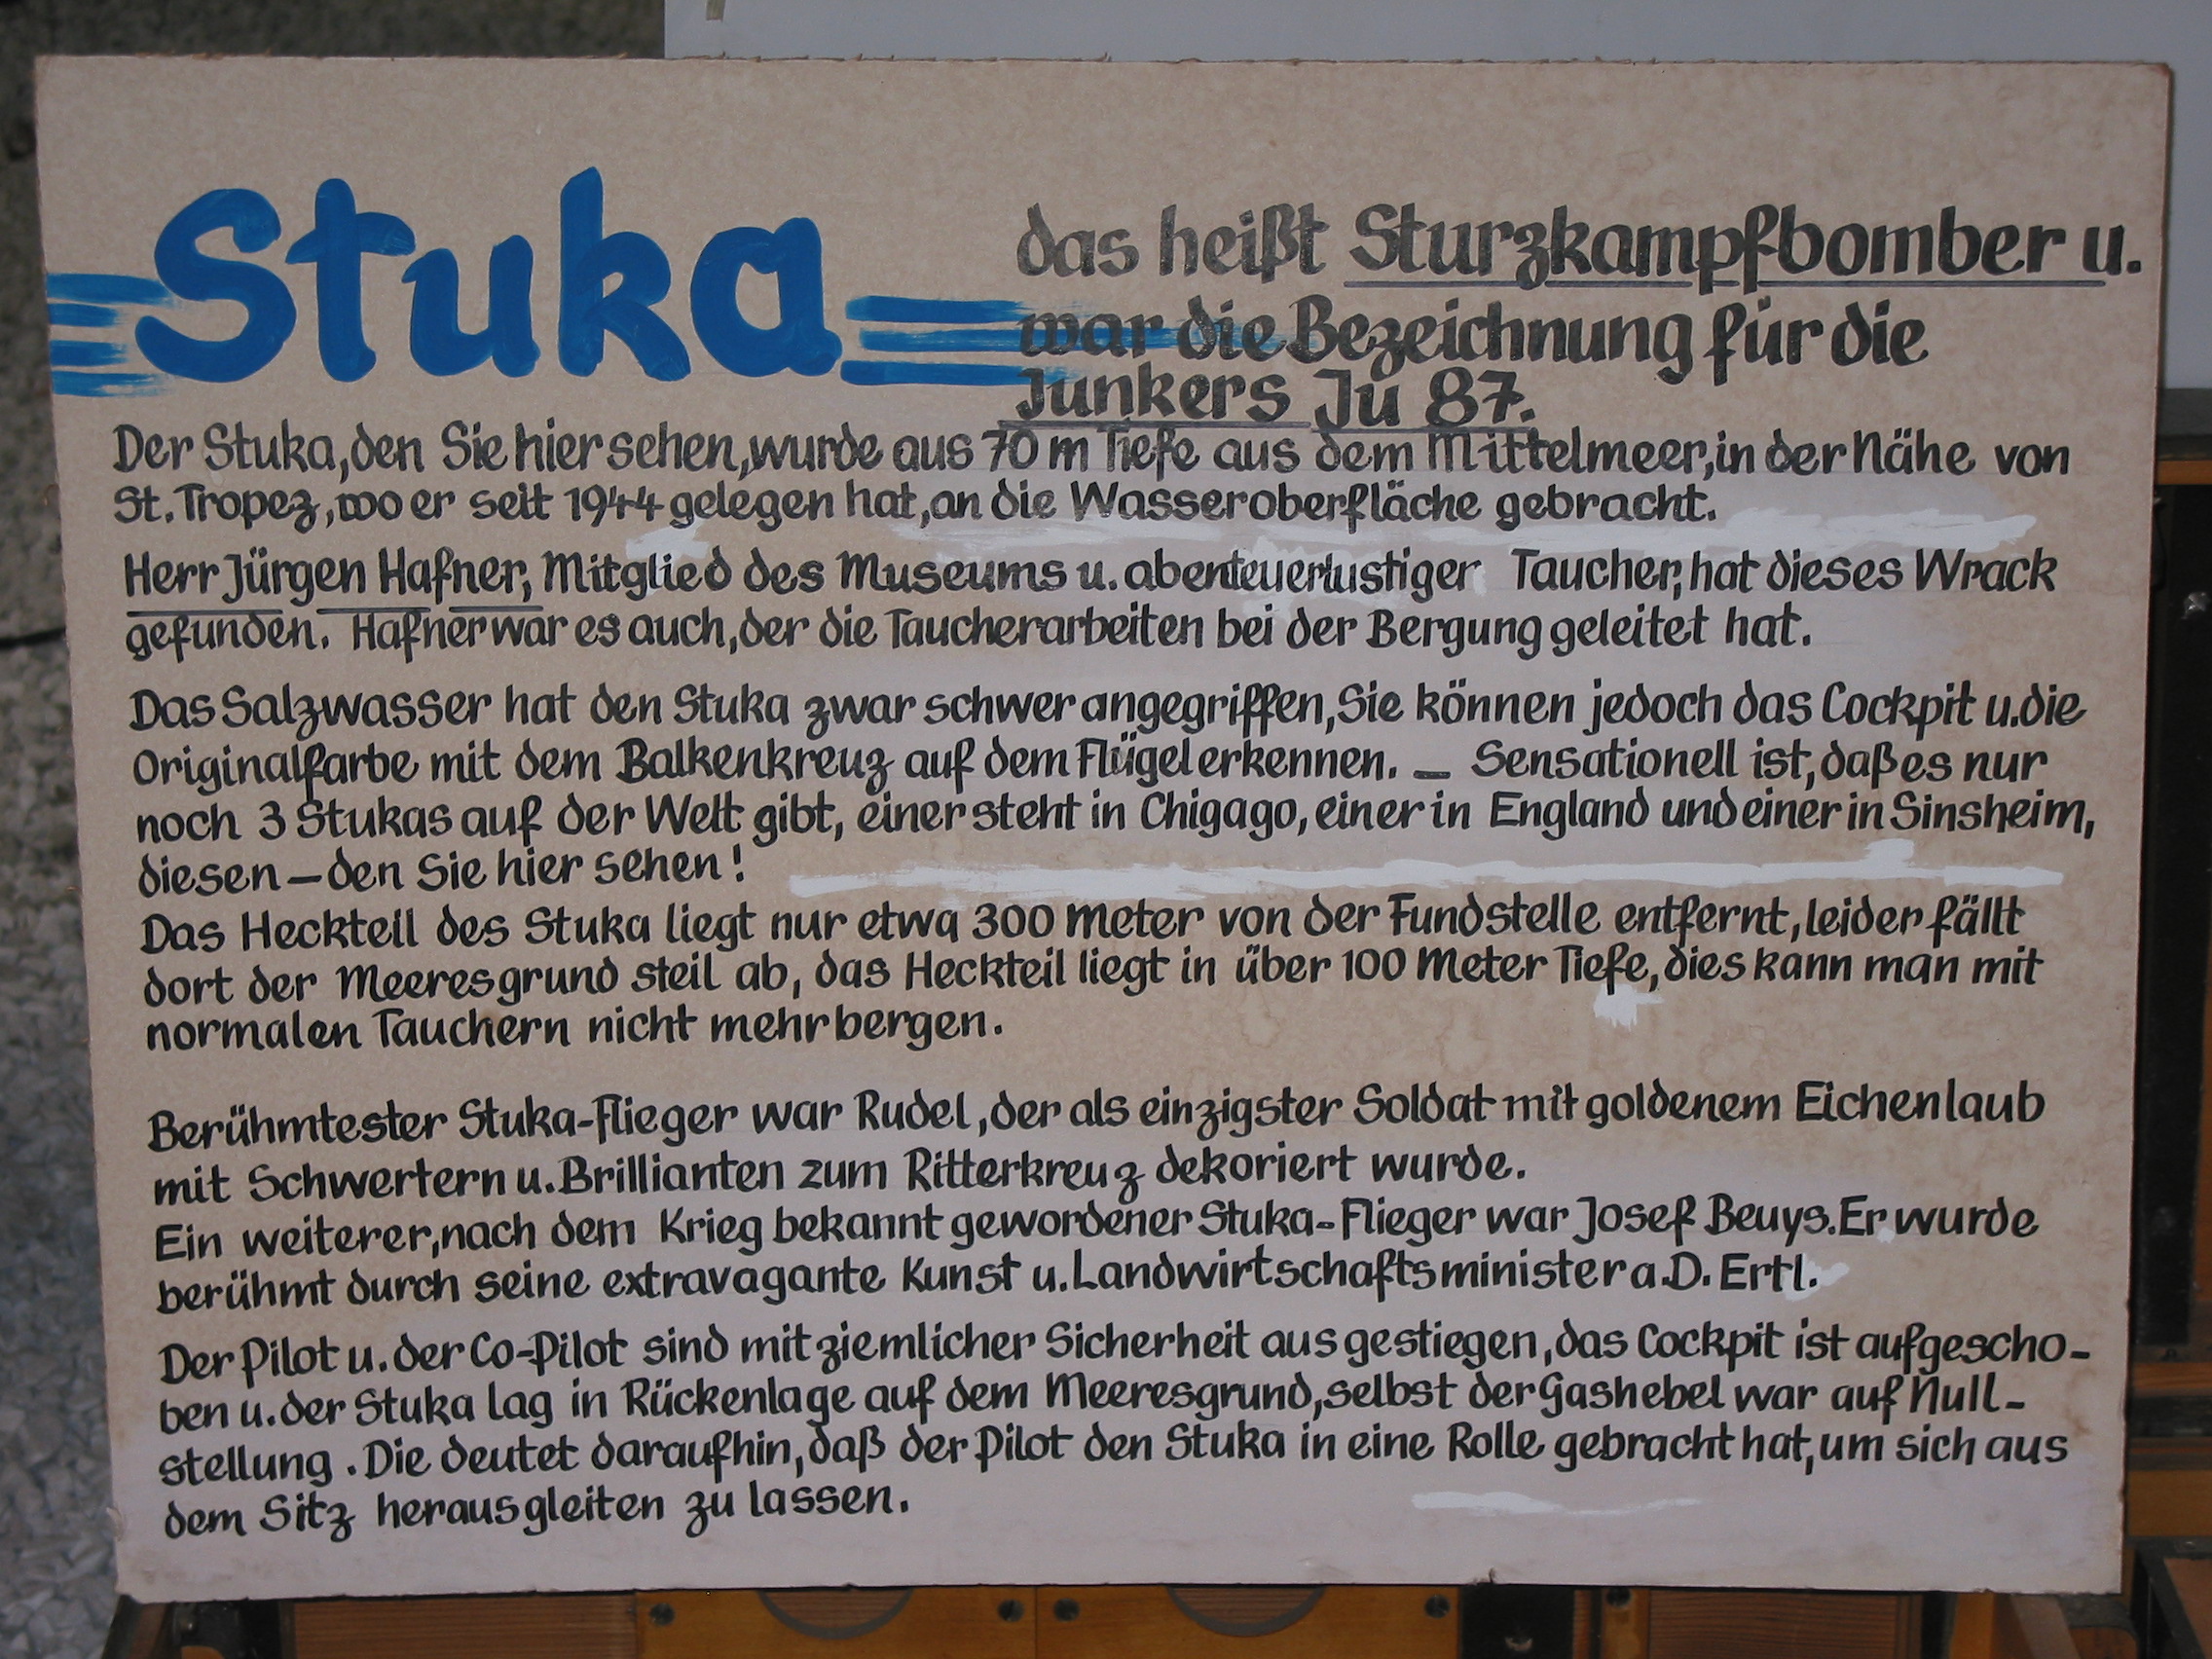 Stuka
das heißt Sturzkampfbomber u.
war die Bezeichnung für die
Junkers Ju 87.
Der Stuka, den Sie hier sehen, wurde aus 70 m Tiefe aus dem Mittelmeer, in der Nähe von
St. Tropez, wo er seit 1944 gelegen hat, an die Wasseroberfläche gebracht.
Herr Jürgen Hafner, Mitglied des Museums u. abenteuerlustiger Taucher, hat dieses Wrack
gefunden. Hafner war es auch, der die Taucherarbeiten bei der Bergung geleitet hat.
Das Salzwasser hat den Stuka zwar schwer angegriffen, Sie können jedoch das Cockpit u. die
Originalfarbe mit dem Balkenkreuz auf dem Flügel erkennen. – Sensationell ist, daß es nur
noch 3 Stukas auf der Welt gibt, einer steht in Chigago, einer in England und einer in Sinsheim,
diesen – den Sie hier sehen!
Das Heckteil des Stuka liegt nur etwa 300 Meter von der Fundstelle entfernt, leider fällt
dort der Meeresgrund steil ab, das Heckteil liegt in über 100 Meter Tiefe, dies kann man mit
normalen Tauchern nicht mehr bergen.
Berühmtester Stuka-Flieger war Rudel, der als einzigster Soldat mit goldenem Eichenlaub
mit Schwertern u. Brillianten zum Ritterkreuz dekoriert wurde.
Ein weiterer, nach dem Krieg bekannt gewordener Stuka-Flieger war Josef Beuys. Er wurde
berühmt durch seine extravagante Kunst u. Landwirtschaftsminister a.D. Ertl.
Der Pilot u. der Co-Pilot sind mit ziemlicher Sicherheit ausgestiegen, das Cockpit ist aufgescho-
ben u. der Stuka lag in Rückenlage auf dem Meeresgrund, selbst der Gashebel war auf Null-
stellung. Die deutet daraufhin, daß der Pilot den Stuka in eine Rolle gebracht hat, um sich aus
dem Sitz herausgleiten zu lassen.